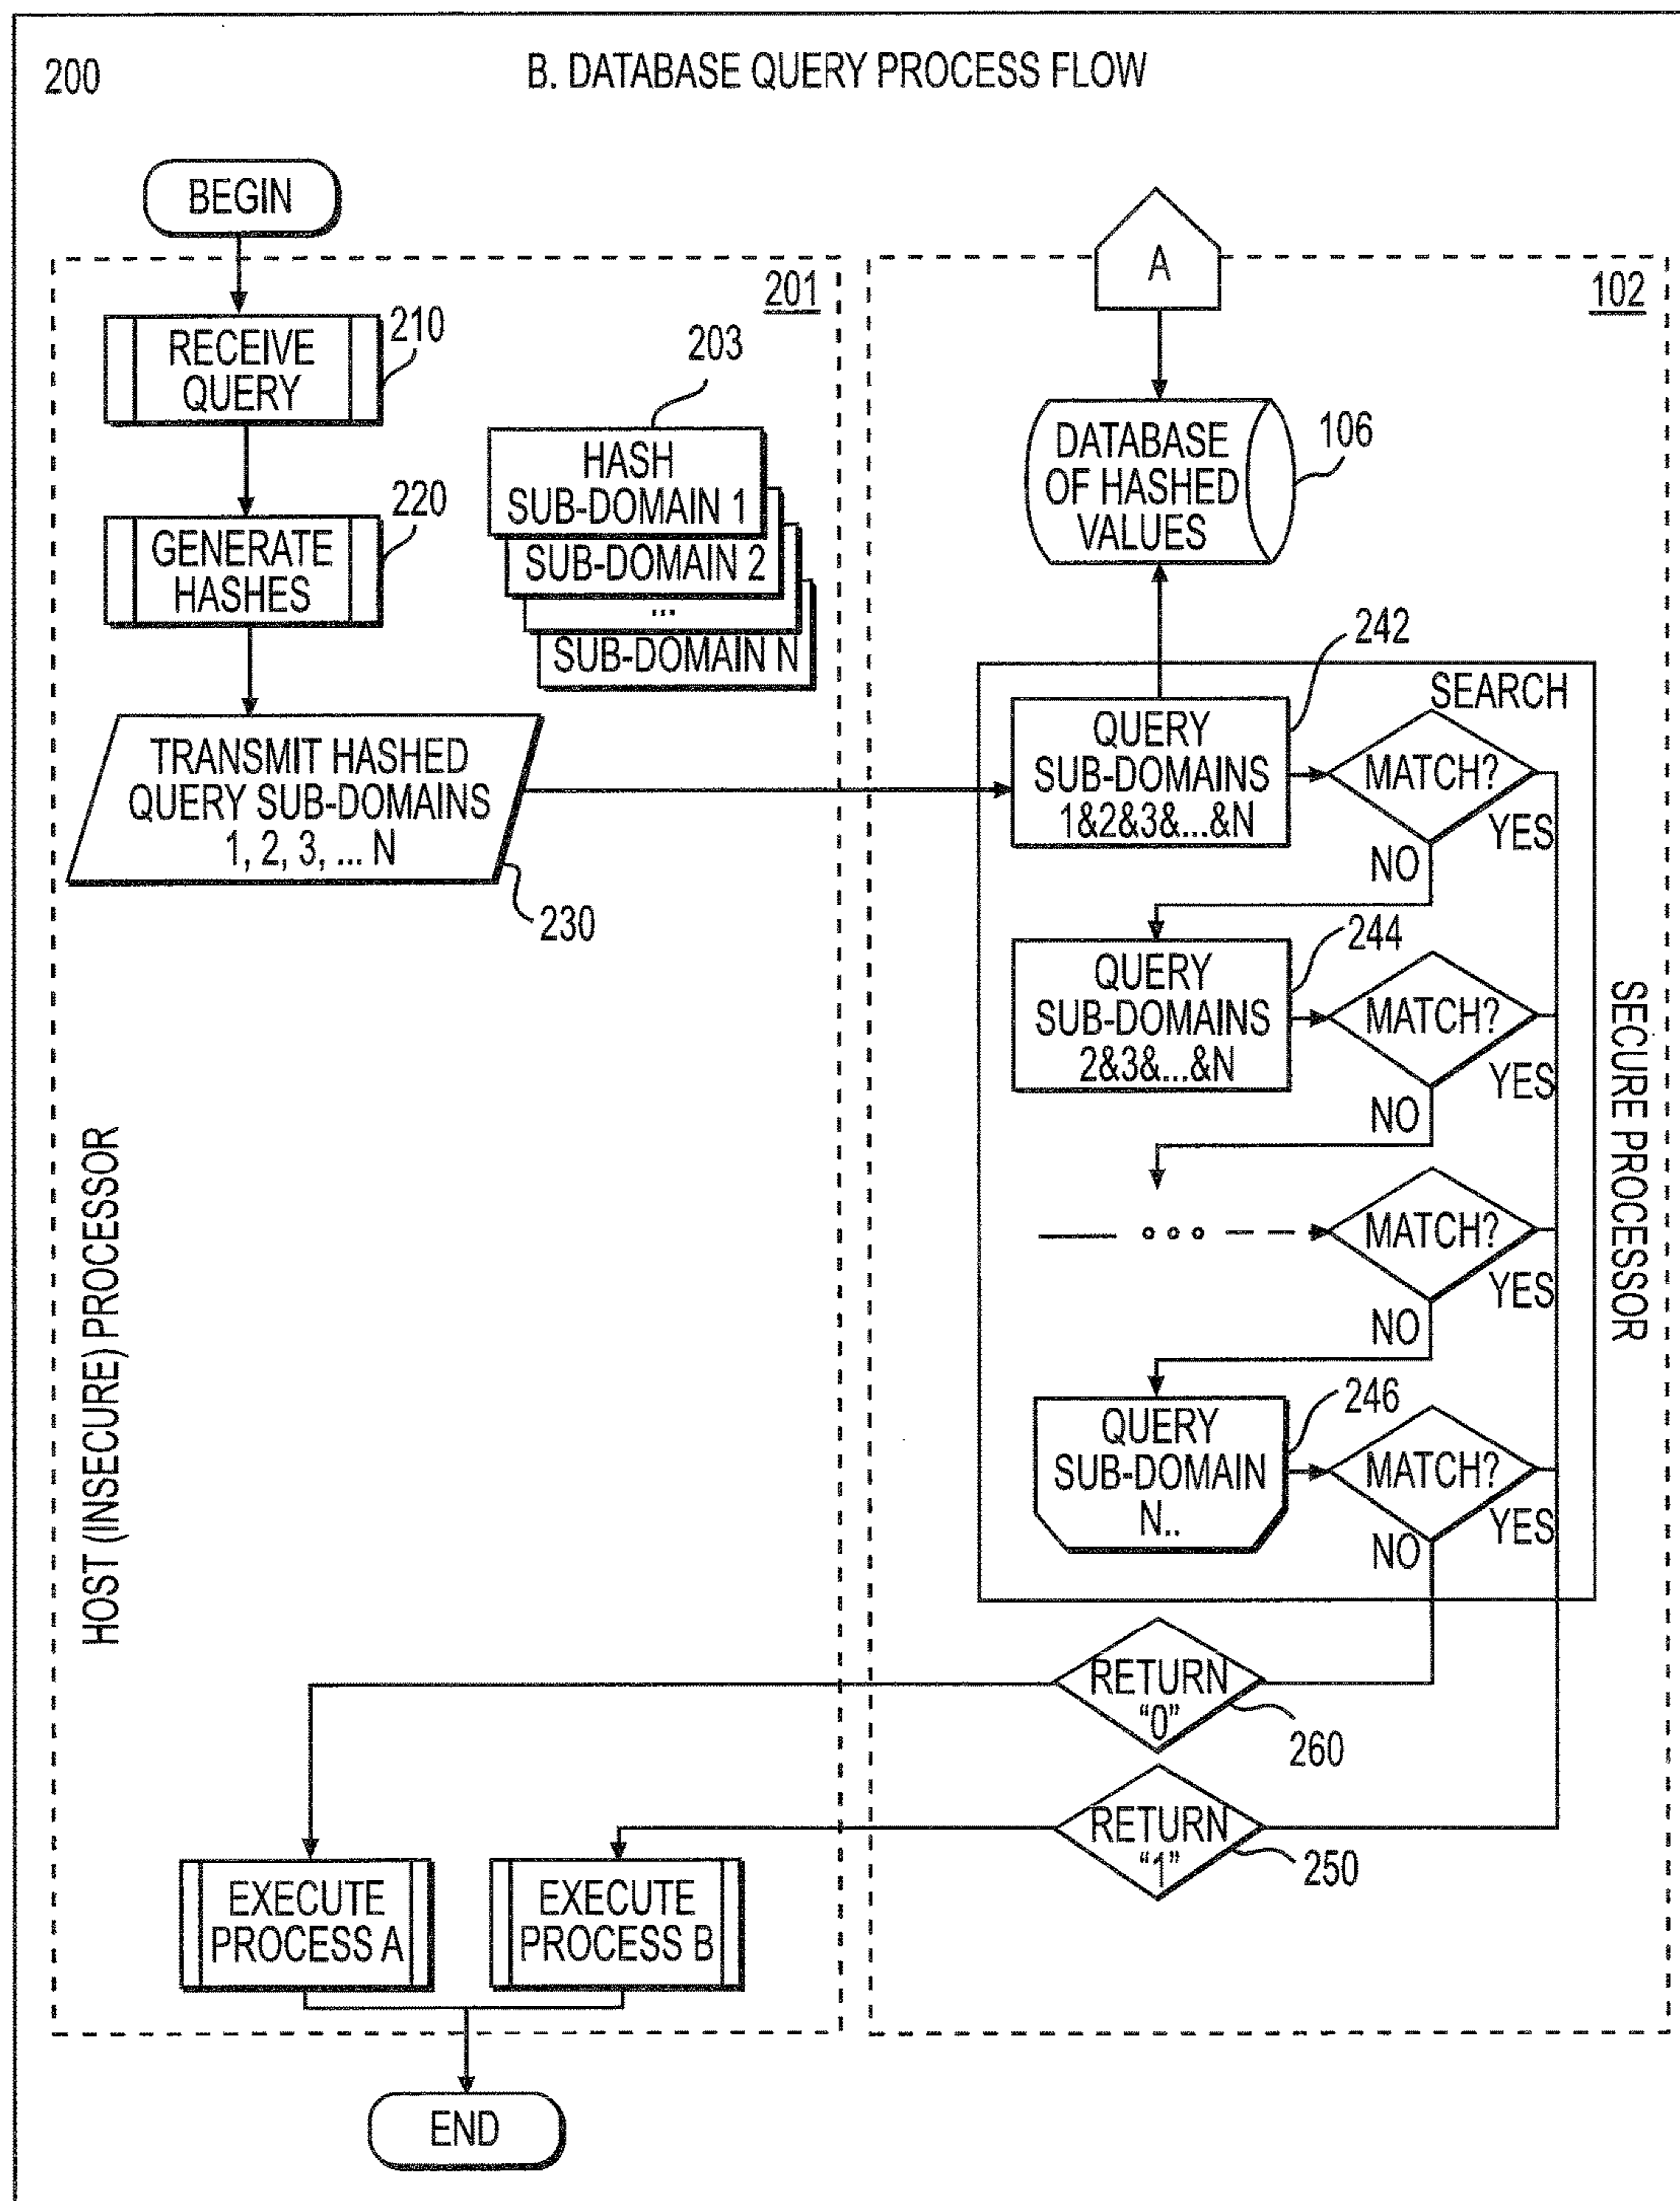 200
B. DATABASE QUERY PROCESS FLOW
BEGIN
201
RECEIVE
QUERY
210
GENERATE
HASHES
220
203
HASH
SUB-DOMAIN 1
SUB-DOMAIN 2
...
SUB-DOMAIN N
TRANSMIT HASHED
QUERY SUB-DOMAINS
1, 2, 3, ... N
230
HOST (INSECURE) PROCESSOR
A
102
DATABASE
OF HASHED
VALUES
106
242
SEARCH
QUERY
SUB-DOMAINS
1&2&3&...&N
MATCH?
YES
NO
244
QUERY
SUB-DOMAINS
2&3&...&N
MATCH?
YES
NO
MATCH?
YES
NO
246
QUERY
SUB-DOMAIN
N..
MATCH?
YES
NO
SECURE PROCESSOR
RETURN
"0"
260
RETURN
"1"
250
EXECUTE
PROCESS A
EXECUTE
PROCESS B
END